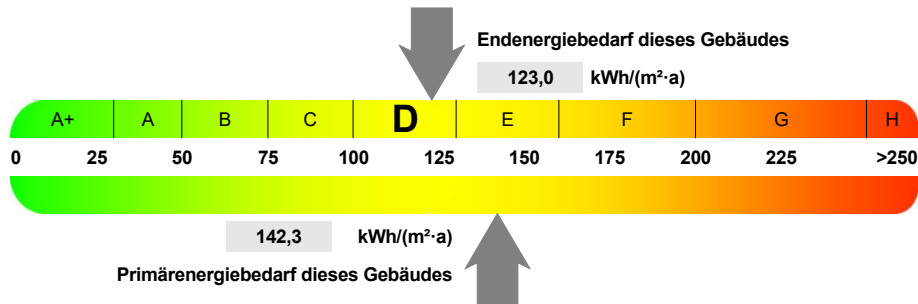 Endenergiebedarf dieses Gebäudes
123,0 kWh/(m²·a)
A+ A B C D E F G H
0 25 50 75 100 125 150 175 200 225 >250
142,3 kWh/(m²·a)
Primärenergiebedarf dieses Gebäudes